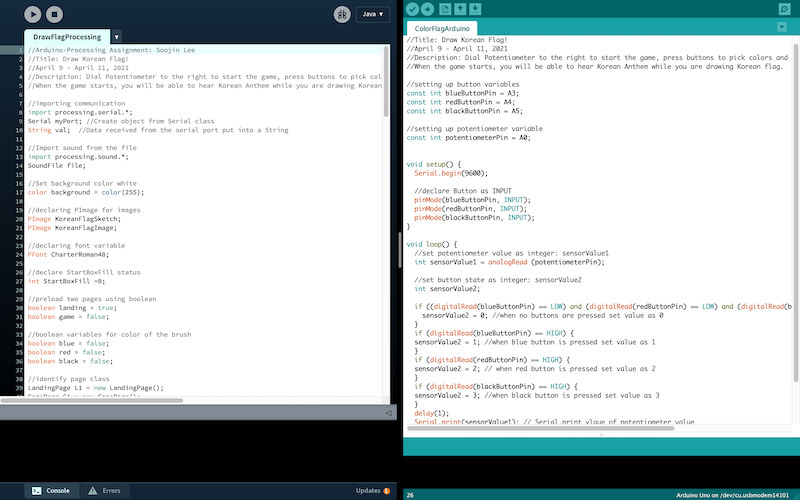 Java
DrawFlagProcessing
1 //Arduino-Processing Assignment: Soojin Lee
2 //Title: Draw Korean Flag!
3 //April 9 - April 11, 2021
4 //Description: Dial Potentiometer to the right to start the game, press buttons to pick col
5 //When the game starts, you will be able to hear Korean Anthem while you are drawing Korean
6
7 //importing communication
8 import processing.serial.*;
9 Serial myPort; //Create object from Serial class
10 String val;  //Data received from the serial port put into a String
11
12 //Import sound from the file
13 import processing.sound.*;
14 SoundFile file;
15
16 //Set background color white
17 color background = color(255);
18
19 //declaring PImage for images
20 PImage KoreanFlagSketch;
21 PImage KoreanFlagImage;
22
23 //declaring font variable
24 PFont CharterRoman48;
25
26 //declare StartBoxFill status
27 int StartBoxFill =0;
28
29 //preload two pages using boolean
30 boolean landing = true;
31 boolean game = false;
32
33 //boolean variables for color of the brush
34 boolean blue = false;
35 boolean red = false;
36 boolean black = false;
37
38 //identify page class
39 LandingPage L1 = new LandingPage();
Console
Errors
Updates 1
ColorFlagArduino
//Title: Draw Korean Flag!
//April 9 - April 11, 2021
//Description: Dial Potentiometer to the right to start the game, press buttons to pick colors and
//When the game starts, you will be able to hear Korean Anthem while you are drawing Korean flag.

//setting up button variables
const int blueButtonPin = A3;
const int redButtonPin = A4;
const int blackButtonPin = A5;

//setting up potentiometer variable
const int potentiometerPin = A0;

void setup() {
  Serial.begin(9600);

  //declare Button as INPUT
  pinMode(blueButtonPin, INPUT);
  pinMode(redButtonPin, INPUT);
  pinMode(blackButtonPin, INPUT);
}

void loop() {
  //set potentiometer value as integer: sensorValue1
  int sensorValue1 = analogRead (potentiometerPin);

  //set button state as integer: sensorValue2
  int sensorValue2;

  if ((digitalRead(blueButtonPin) == LOW) and (digitalRead(redButtonPin) == LOW) and (digitalRead(b
    sensorValue2 = 0; //when no buttons are pressed set value as 0
  }
  if (digitalRead(blueButtonPin) == HIGH) {
  sensorValue2 = 1; //when blue button is pressed set value as 1
  }
  if (digitalRead(redButtonPin) == HIGH) {
  sensorValue2 = 2; // when red button is pressed set value as 2
  }
  if (digitalRead(blackButtonPin) == HIGH) {
  sensorValue2 = 3; //when black button is pressed set value as 3
  }
  delay(1);
  Serial.print(sensorValue1); // Serial.print vlaue of potentiometer value
26
Arduino Uno on /dev/cu.usbmodem14101